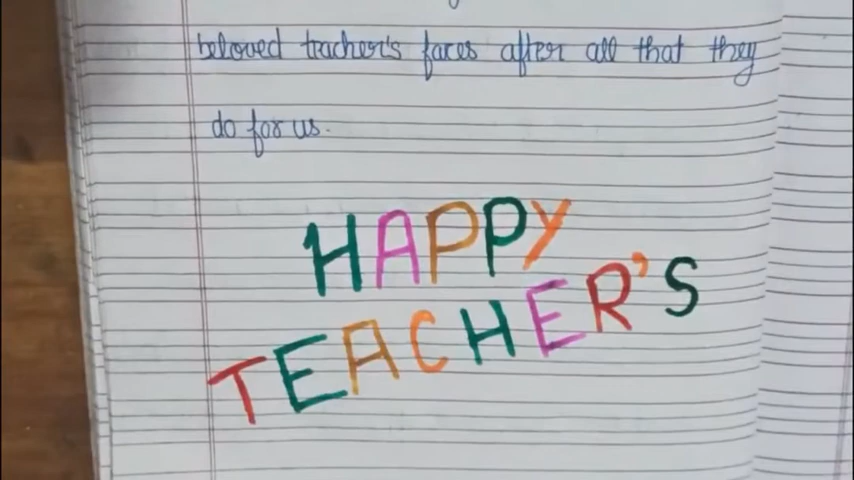 beloved teacher's faces after all that they
do for us.
HAPPY
TEACHER'S